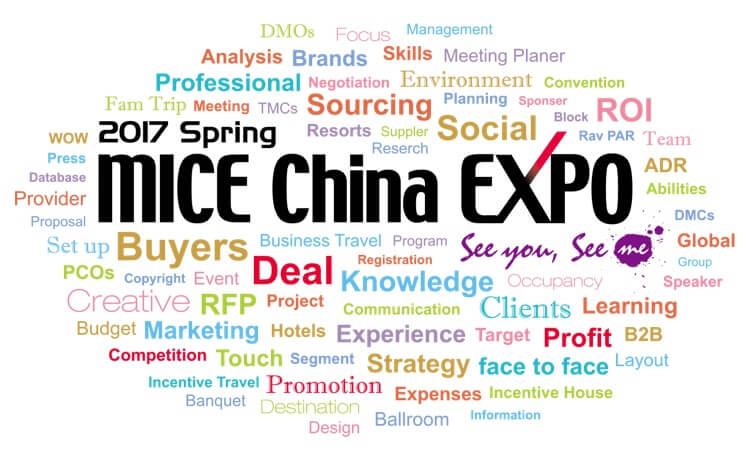 DMOs Focus Management
Analysis Brands Skills Meeting Planer
Professional Negotiation Environment Convention
Fam Trip Meeting TMCs Sourcing Planning Sponser Block ROI
WOW 2017 Spring Resorts Suppler Social Rav PAR Team
Press Reserch ADR
Database MICE China EXPO Abilities
Provider
Proposal DMCs
Set up Buyers Business Travel Program See you, See me Global
PCOs Copyright Event Deal Registration Group
Knowledge Occupancy Speaker
Creative RFP Project Communication Clients Learning
Budget Marketing Hotels Experience Target Profit B2B
Competition Touch Segment Strategy face to face Layout
Incentive Travel Promotion Expenses Incentive House
Banquet Destination Ballroom Information
Design